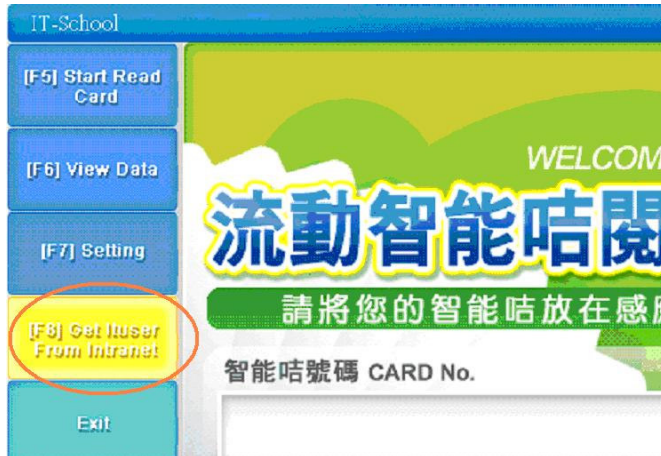 IT-School
[F5] Start Read
Card
[F6] View Data
[F7] Setting
[F8] Get Ituser
From Intranet
Exit
WELCOM
流動智能咭閱
請將您的智能咭放在感
智能咭號碼 CARD No.